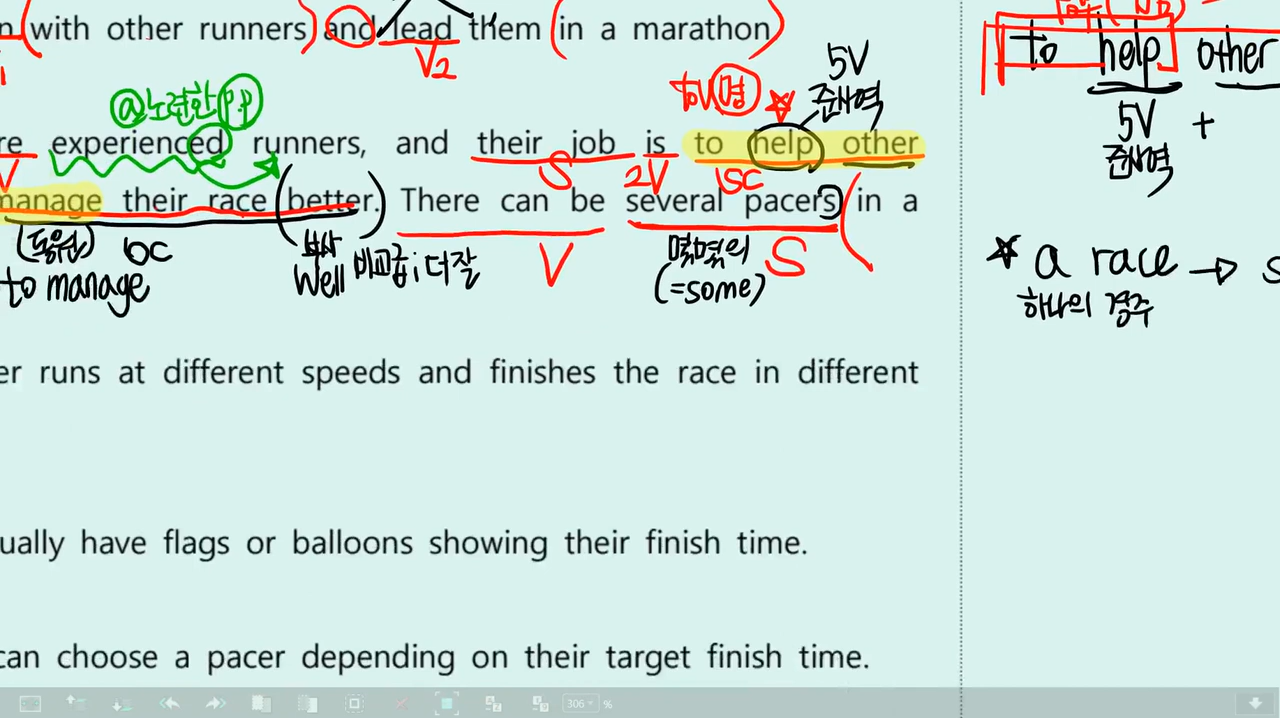 with other runners) and lead them (in a marathon)
V2
to help other
5V
준사역
+
ⓐ노련한 p.p
toV 명
5V
준사역
experienced runners, and their job is to help other
V
S
2V
SC
manage their race (better). There can be several pacers (in a
(동원)
OC
to manage
부사
well 비교급; 더 잘
V
몇몇의
(=some)
S
a race →
하나의 경주
er runs at different speeds and finishes the race in different
ually have flags or balloons showing their finish time.
can choose a pacer depending on their target finish time.
306 %